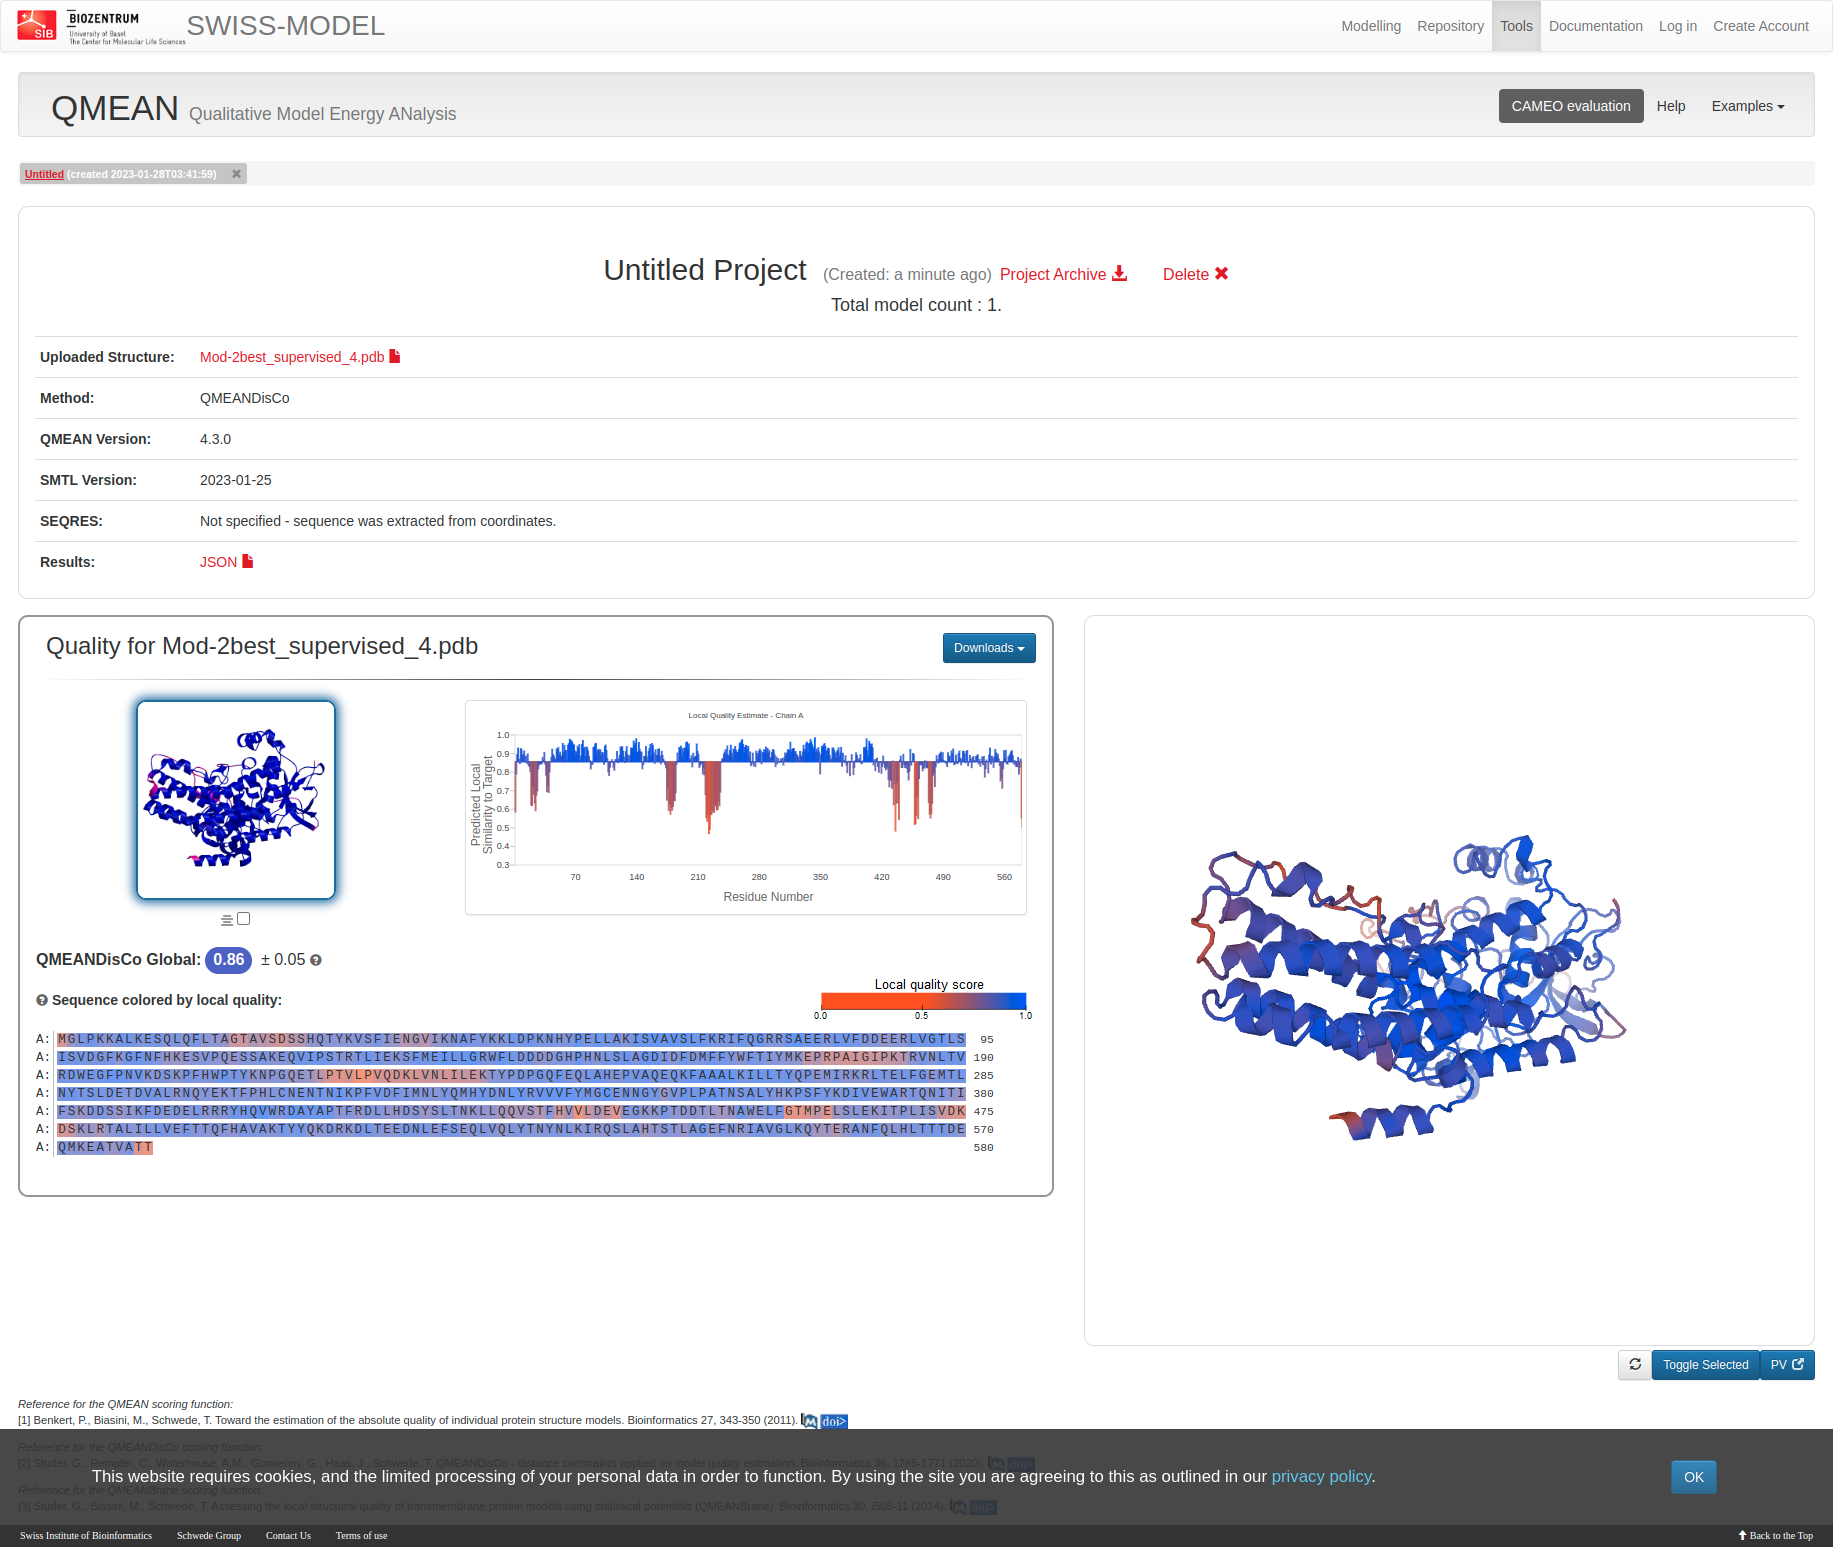 SIB
BIOZENTRUM
University of Basel
The Center for Molecular Life Sciences
SWISS-MODEL
Modelling
Repository
Tools
Documentation
Log in
Create Account
QMEAN Qualitative Model Energy ANalysis
CAMEO evaluation
Help
Examples
Untitled (created 2023-01-28T03:41:59)
Untitled Project (Created: a minute ago) Project Archive Delete
Total model count : 1.
Uploaded Structure: Mod-2best_supervised_4.pdb
Method: QMEANDisCo
QMEAN Version: 4.3.0
SMTL Version: 2023-01-25
SEQRES: Not specified - sequence was extracted from coordinates.
Results: JSON
Quality for Mod-2best_supervised_4.pdb
Downloads
Local Quality Estimate - Chain A
Predicted Local
Similarity to Target
1.0
0.9
0.8
0.7
0.6
0.5
0.4
0.3
70 140 210 280 350 420 490 560
Residue Number
QMEANDisCo Global: 0.86 ± 0.05
Sequence colored by local quality:
Local quality score
0.0 0.5 1.0
A: MGLPKKALKESQLQFLTAGTAVSDSSHQTYKVSFIENGVIKNAFYKKLDPKNHYPELLAKISVAVSLFKRIFQGRRSAEERLVFDDEERLVGTLS 95
A: ISVDGFKGFNFHKESVPQESSAKEQVIPSTRTLIEKSFMEILLGRWFLDDDDGHPHNLSLAGDIDFDMFFYWFTIYMKEPRPAIGIPKTRVNLTV 190
A: RDWEGFPNVKDSKPFHWPTYKNPGQETLPTVLPVQDKLVNLILEKTYPDPGQFEQLAHEPVAQEQKFAAALKILLTYQPEMIRKRLTELFGEMTL 285
A: NYTSLDETDVALRNQYEKTFPHLCNENTNIKPFVDFIMNLYQMHYDNLYRVVVFYMGCENNGYGVPLPATNSALYHKPSFYKDIVEWARTQNITI 380
A: FSKDDSSIKFDEDELRRRYHQVWRDAYAPTFRDLLHDSYSLTNKLLQQVSTFHVVLDEVEGKKPTDDTLTNAWELFGTMPELSLEKITPLISVDK 475
A: DSKLRTALILLVEFTTQFHAVAKTYYQKDRKDLTEEDNLEFSEQLVQLYTNYNLKIRQSLAHTSTLAGEFNRIAVGLKQYTERANFQLHLTTTDE 570
A: QMKEATVATT 580
Toggle Selected
PV
Reference for the QMEAN scoring function:
[1] Benkert, P., Biasini, M., Schwede, T. Toward the estimation of the absolute quality of individual protein structure models. Bioinformatics 27, 343-350 (2011). doi>
Reference for the QMEANDisCo scoring function:
[2] Studer, G., Rempfer, C., Waterhouse, A.M., Gumienny, G., Haas, J., Schwede, T. QMEANDisCo - distance constraints applied on model quality estimation. Bioinformatics 36, 1765-1771 (2020). doi>
This website requires cookies, and the limited processing of your personal data in order to function. By using the site you are agreeing to this as outlined in our privacy policy.
OK
Reference for the QMEANBrane scoring function:
[3] Studer, G., Biasini, M., Schwede, T. Assessing the local structural quality of transmembrane protein models using statistical potentials (QMEANBrane). Bioinformatics 30, i505-11 (2014). doi>
Swiss Institute of Bioinformatics
Schwede Group
Contact Us
Terms of use
Back to the Top